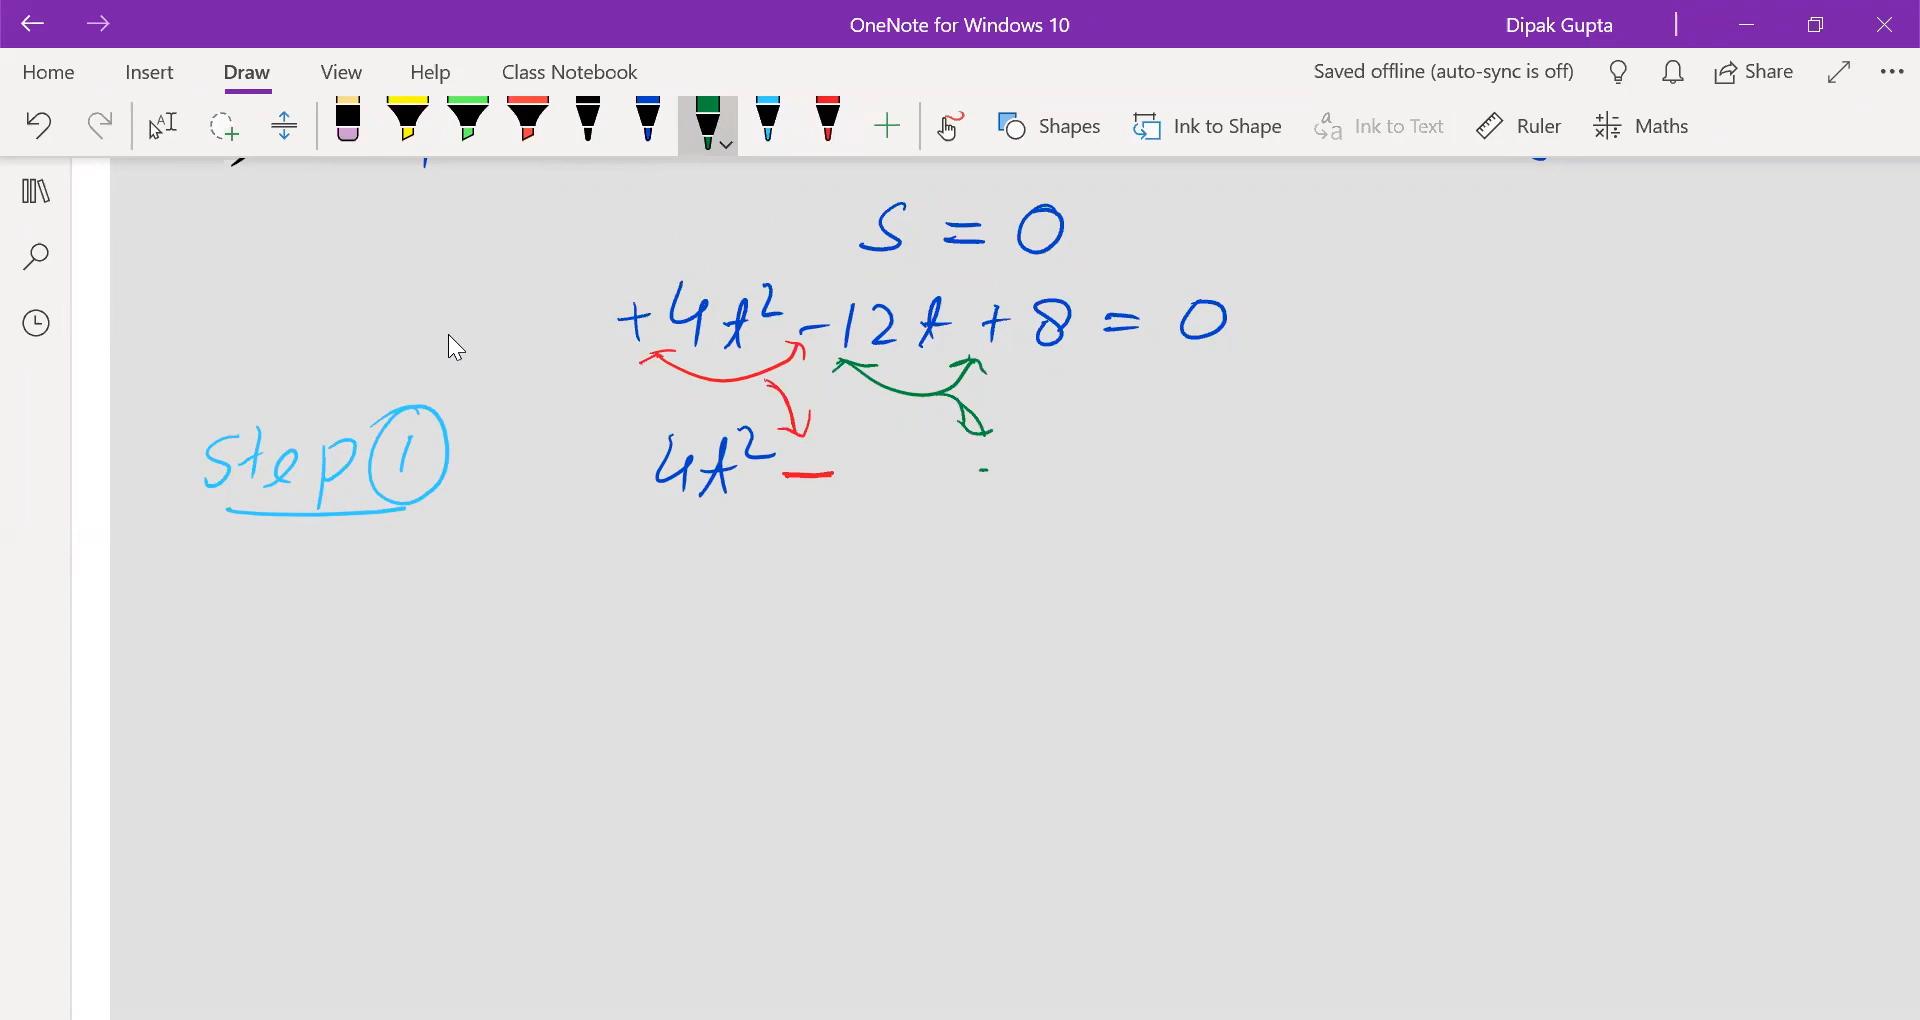 OneNote for Windows 10
Dipak Gupta
Home Insert Draw View Help Class Notebook
Saved offline (auto-sync is off) Share
Shapes Ink to Shape Ink to Text Ruler Maths
S = 0
+4t² -12t + 8 = 0
Step ①
4t² - -